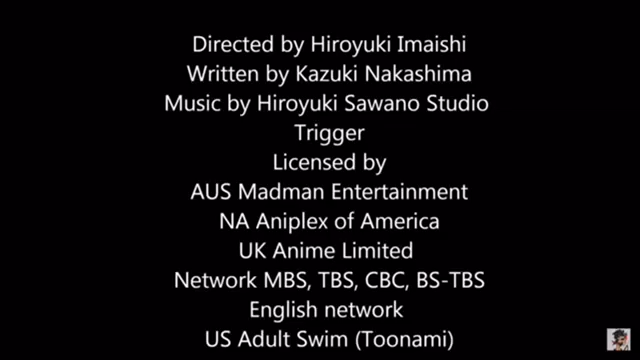 Directed by Hiroyuki Imaishi
Written by Kazuki Nakashima
Music by Hiroyuki Sawano Studio
Trigger
Licensed by
AUS Madman Entertainment
NA Aniplex of America
UK Anime Limited
Network MBS, TBS, CBC, BS-TBS
English network
US Adult Swim (Toonami)